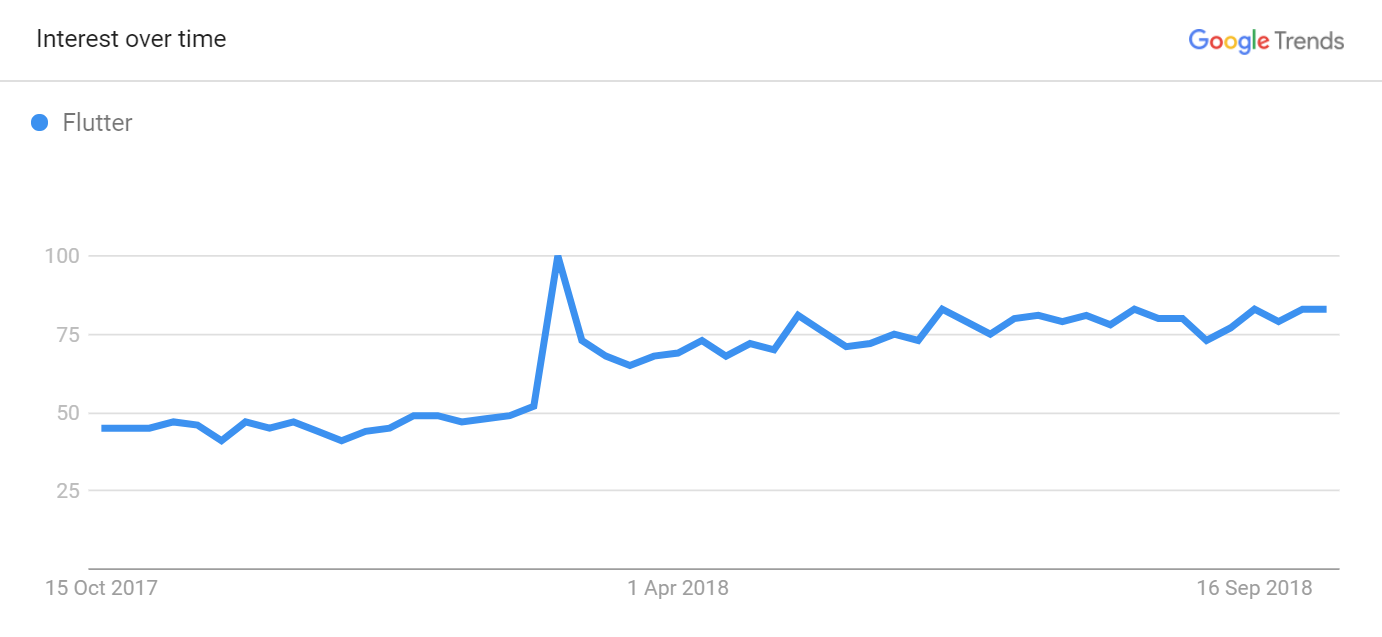 Interest over time
Google Trends
Flutter
100
75
50
25
15 Oct 2017
1 Apr 2018
16 Sep 2018